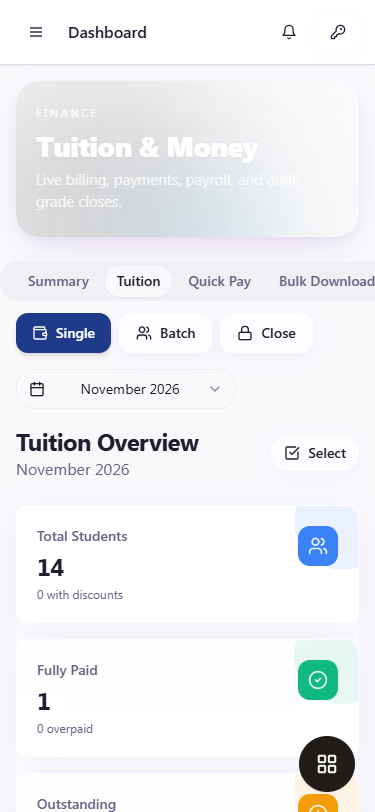 Dashboard
FINANCE
Tuition & Money
Live billing, payments, payroll, and audit-
grade closes.
Summary Tuition Quick Pay Bulk Download
Single Batch Close
November 2026
Tuition Overview
November 2026
Select
Total Students
14
0 with discounts
Fully Paid
1
0 overpaid
Outstanding